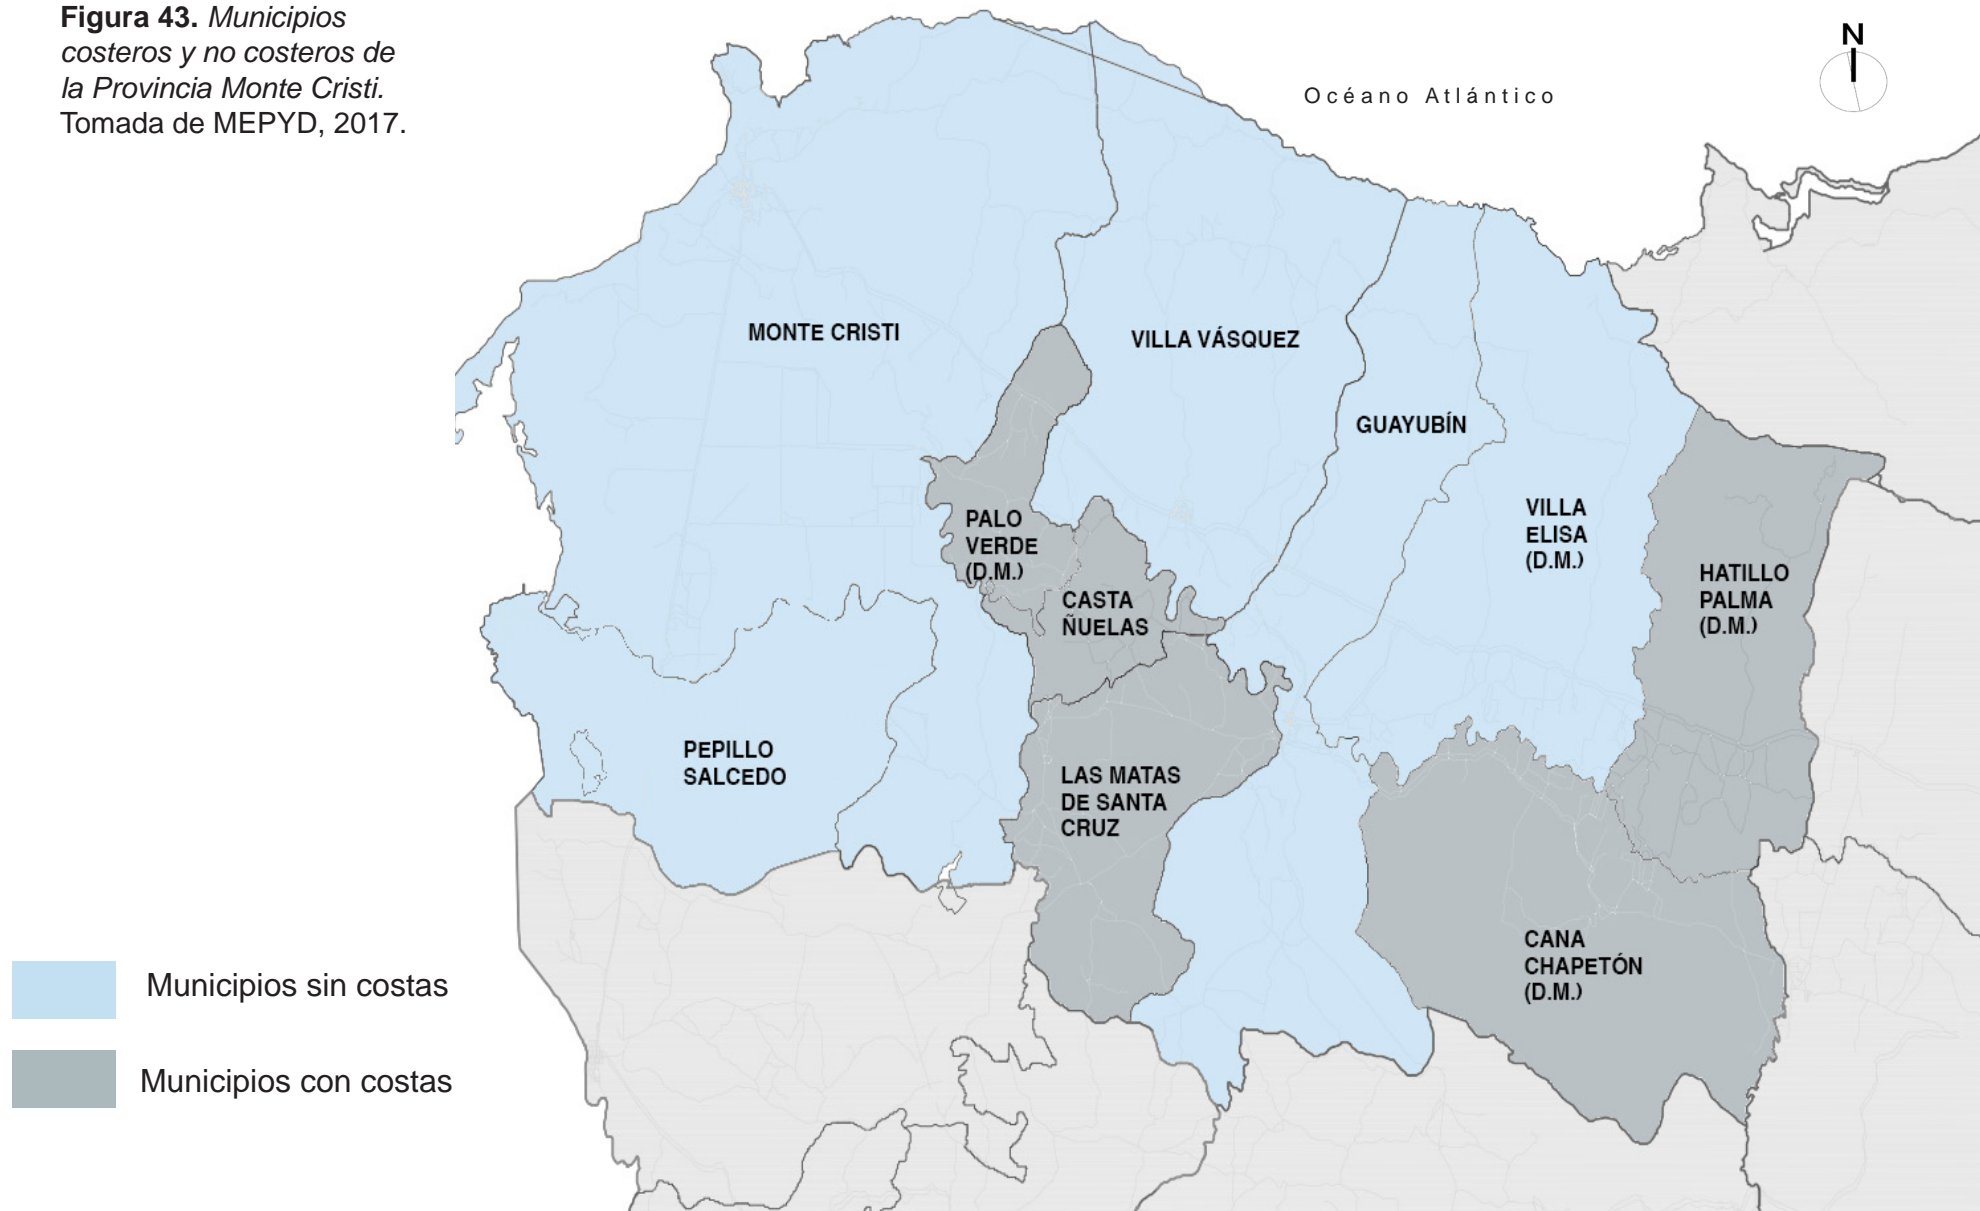 Figura 43. Municipios
costeros y no costeros de
la Provincia Monte Cristi.
Tomada de MEPYD, 2017.
N
Océano Atlántico
MONTE CRISTI
VILLA VÁSQUEZ
GUAYUBÍN
VILLA
ELISA
(D.M.)
PALO
VERDE
(D.M.)
CASTA
ÑUELAS
HATILLO
PALMA
(D.M.)
PEPILLO
SALCEDO
LAS MATAS
DE SANTA
CRUZ
CANA
CHAPETÓN
(D.M.)
Municipios sin costas
Municipios con costas